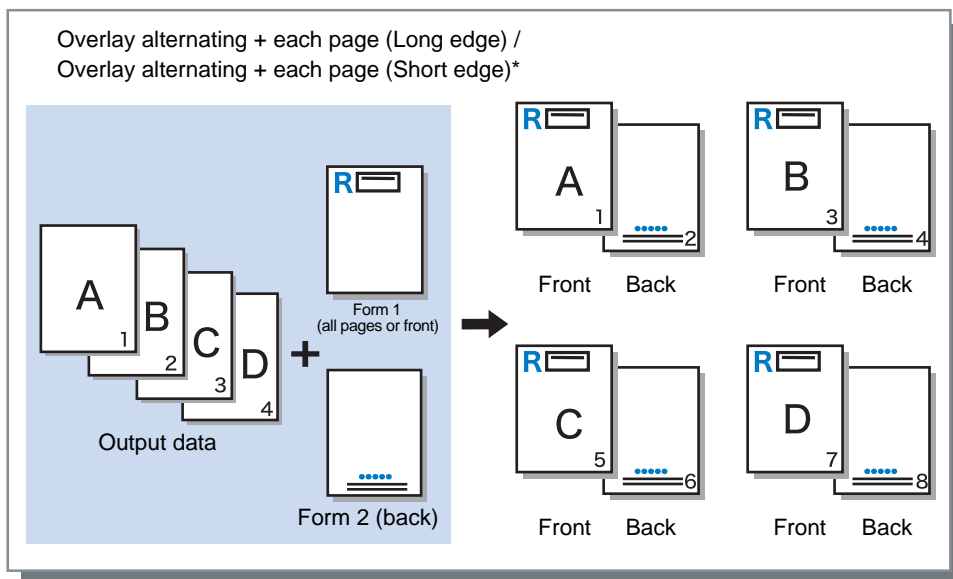 Overlay alternating + each page (Long edge) /
Overlay alternating + each page (Short edge)*
A
1
B
2
C
3
D
4
Output data
+
R
Form 1
(all pages or front)
Form 2 (back)
R
A
1
2
Front Back
R
B
3
4
Front Back
R
C
5
6
Front Back
R
D
7
8
Front Back